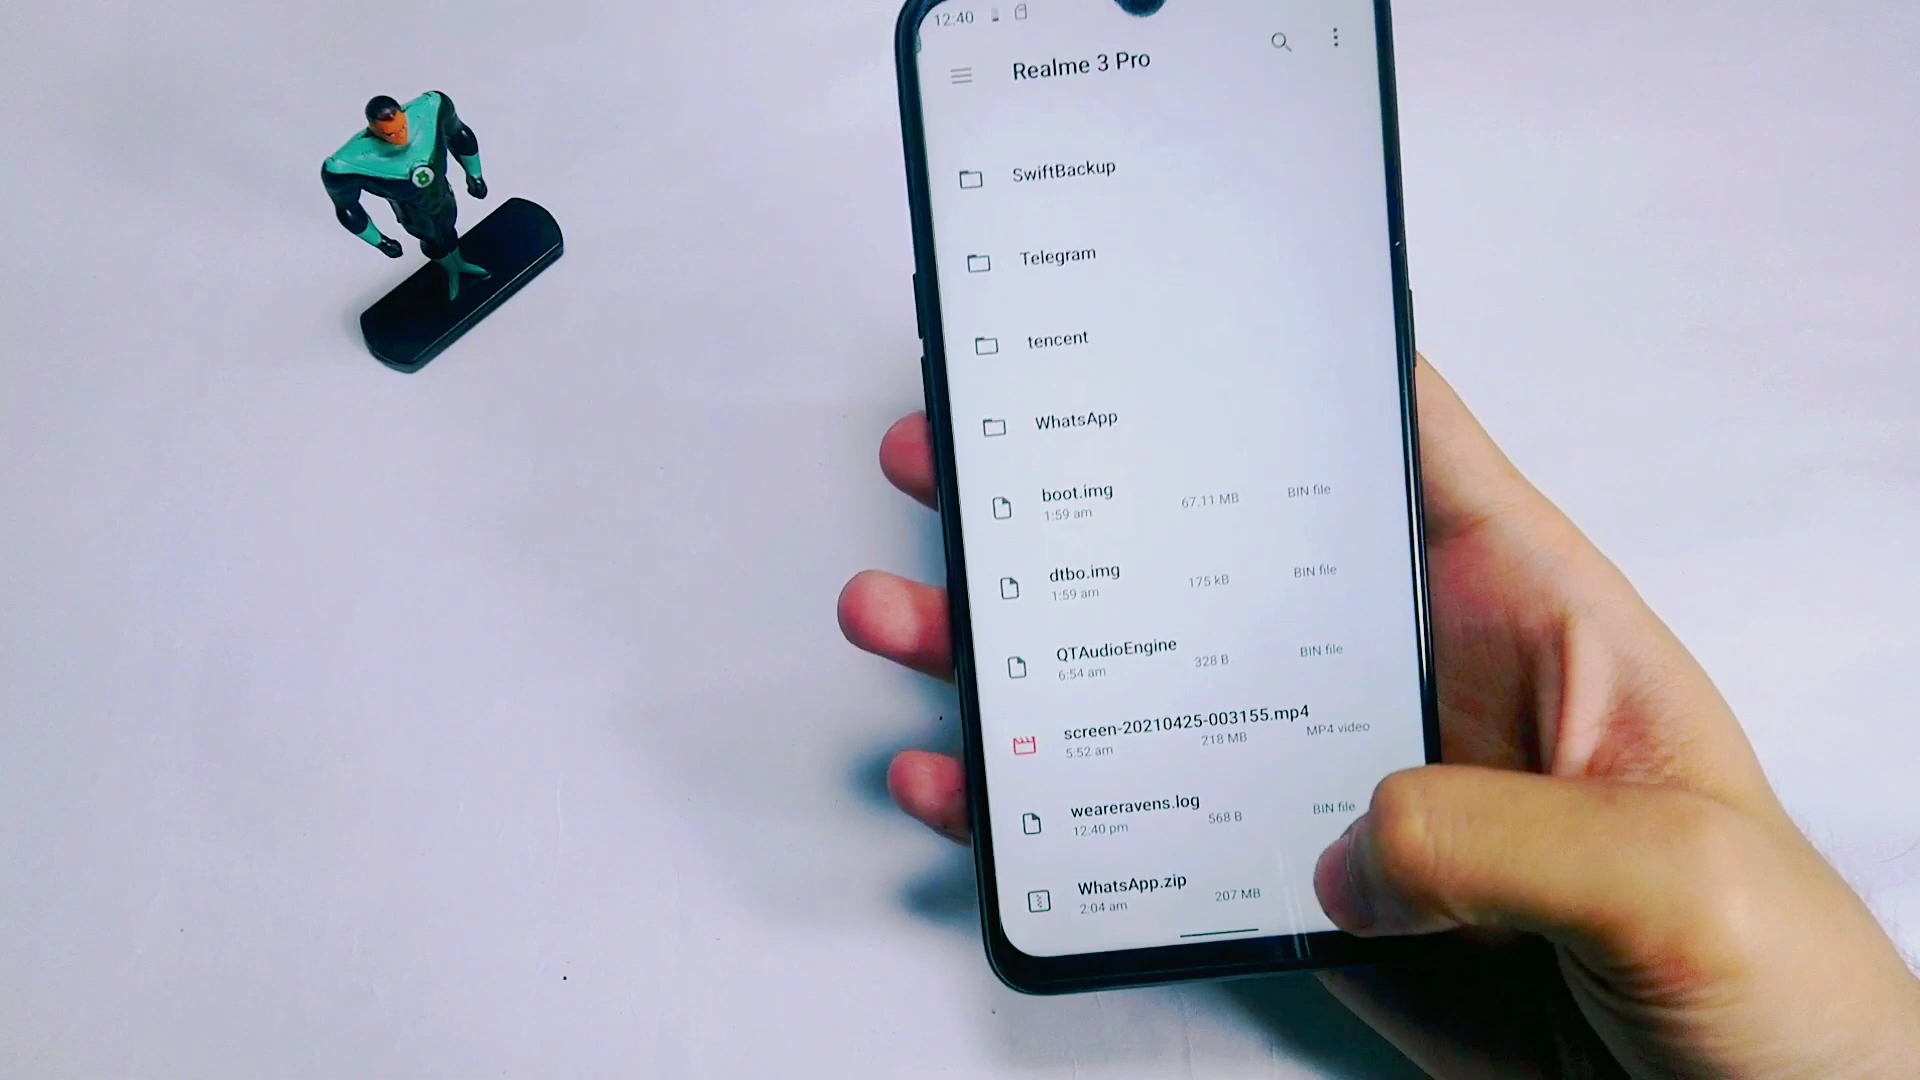 12:40
Realme 3 Pro
SwiftBackup
Telegram
tencent
WhatsApp
boot.img
1:59 am 67.11 MB BIN file
dtbo.img
1:59 am 175 kB BIN file
QTAudioEngine
6:54 am 328 B BIN file
screen-20210425-003155.mp4
5:52 am 218 MB MP4 video
weareravens.log
12:40 pm 568 B BIN file
WhatsApp.zip
2:04 am 207 MB